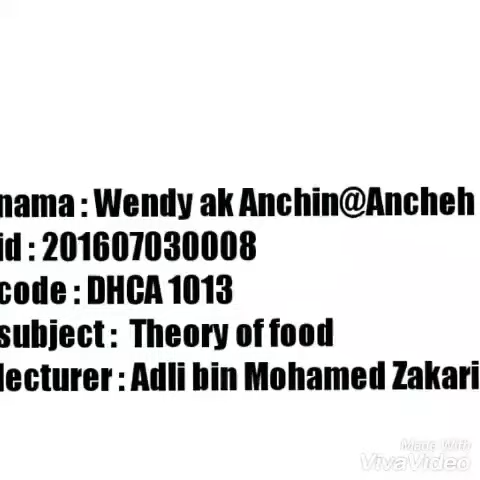 nama : Wendy ak Anchin@Ancheh
id : 201607030008
code : DHCA 1013
subject : Theory of food
lecturer : Adli bin Mohamed Zakari
Made With
VivaVideo